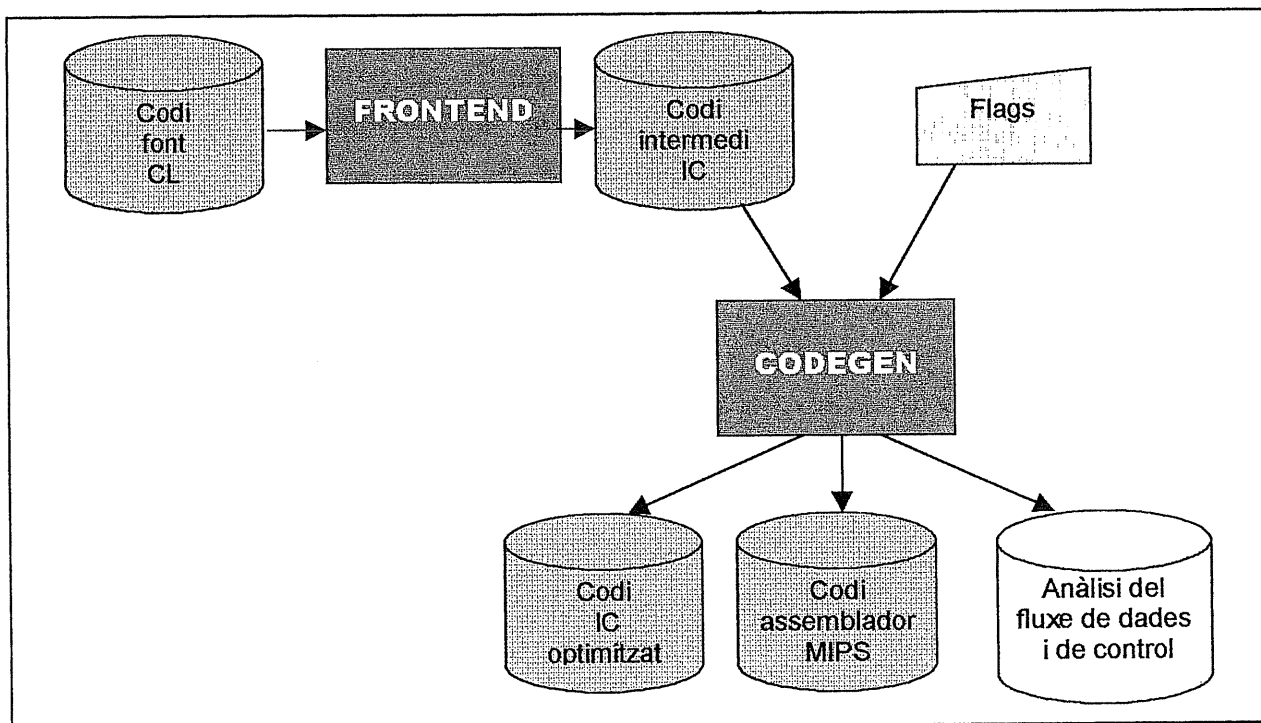 Codi
font
CL
FRONTEND
Codi
intermedi
IC
Flags
CODEGEN
Codi
IC
optimitzat
Codi
assemblador
MIPS
Anàlisi del
fluxe de dades
i de control